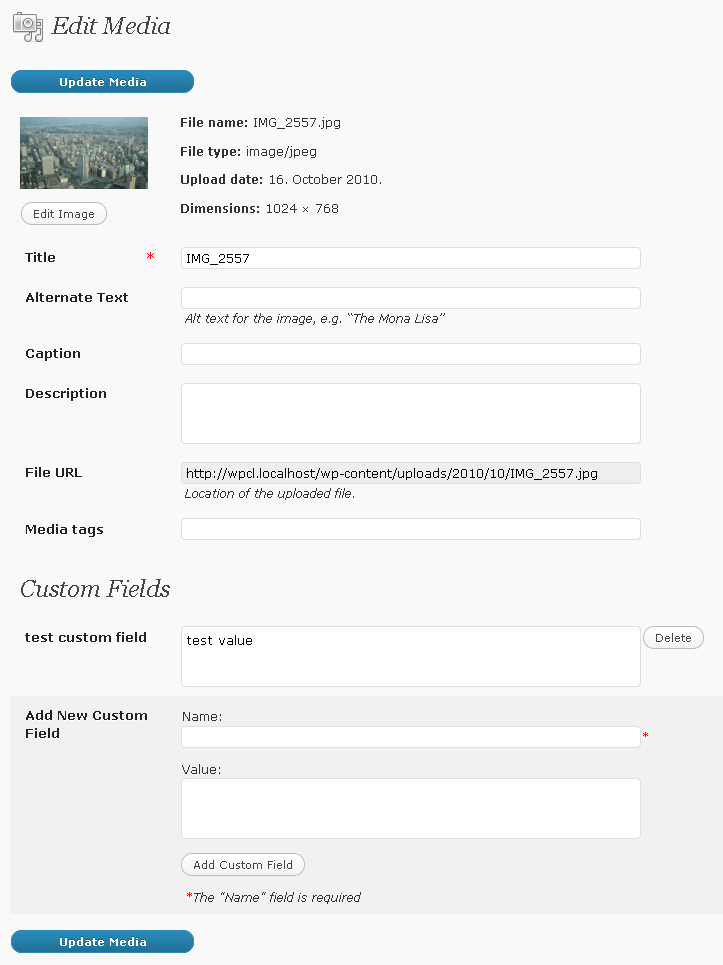 Edit Media
Update Media
File name: IMG_2557.jpg
File type: image/jpeg
Upload date: 16. October 2010.
Dimensions: 1024 × 768
Edit Image
Title * IMG_2557
Alternate Text
Alt text for the image, e.g. “The Mona Lisa”
Caption
Description
File URL http://wpcl.localhost/wp-content/uploads/2010/10/IMG_2557.jpg
Location of the uploaded file.
Media tags
Custom Fields
test custom field test value Delete
Add New Custom
Field
Name:
*
Value:
Add Custom Field
*The “Name” field is required
Update Media